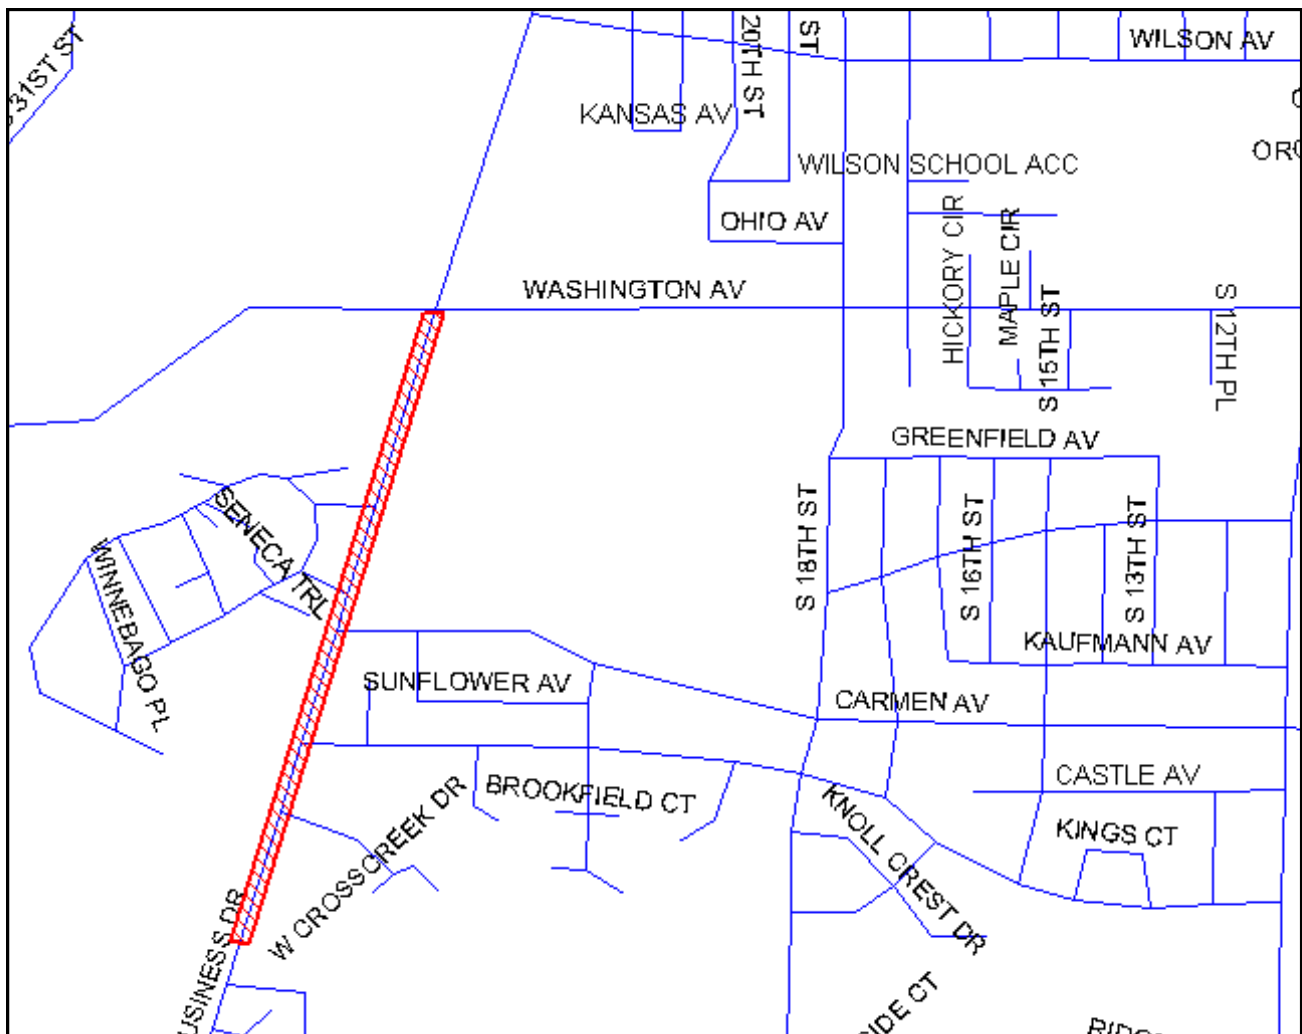 WILSON AV
31ST ST
20TH ST
ST
KANSAS AV
WILSON SCHOOL ACC
OHIO AV
HICKORY CIR
MAPLE CIR
WASHINGTON AV
S 15TH ST
S 12TH PL
GREENFIELD AV
SENECA TRL
S 18TH ST
S 16TH ST
S 13TH ST
WINNEBAGO PL
KAUFMANN AV
SUNFLOWER AV
CARMEN AV
CASTLE AV
BROOKFIELD CT
W CROSSCREEK DR
KNOLL CREST DR
KINGS CT
USINESS DR
IDE CT